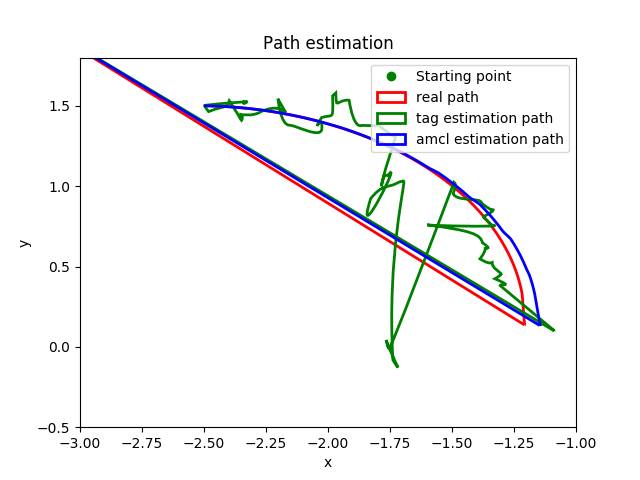 Path estimation
Starting point
real path
tag estimation path
amcl estimation path
1.5
1.0
0.5
0.0
−0.5
y
−3.00 −2.75 −2.50 −2.25 −2.00 −1.75 −1.50 −1.25 −1.00
x